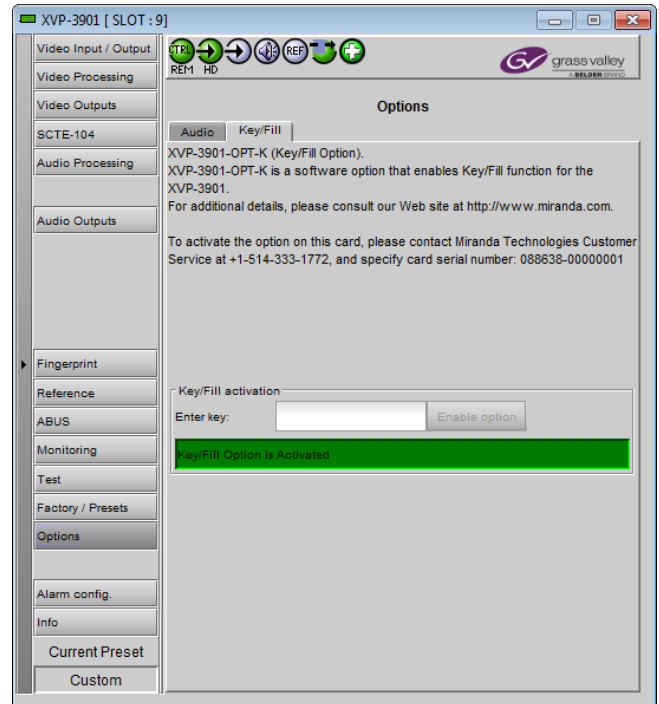 XVP-3901 [ SLOT : 9]
Video Input / Output
Video Processing
Video Outputs
SCTE-104
Audio Processing
Audio Outputs
Fingerprint
Reference
ABUS
Monitoring
Test
Factory / Presets
Options
Alarm config.
Info
Current Preset
Custom
CTRL
REF
REM HD
GV grass valley
A BELDEN BRAND
Options
Audio Key/Fill
XVP-3901-OPT-K (Key/Fill Option).
XVP-3901-OPT-K is a software option that enables Key/Fill function for the
XVP-3901.
For additional details, please consult our Web site at http://www.miranda.com.
To activate the option on this card, please contact Miranda Technologies Customer
Service at +1-514-333-1772, and specify card serial number: 088638-00000001
Key/Fill activation
Enter key: Enable option
Key/Fill Option is Activated